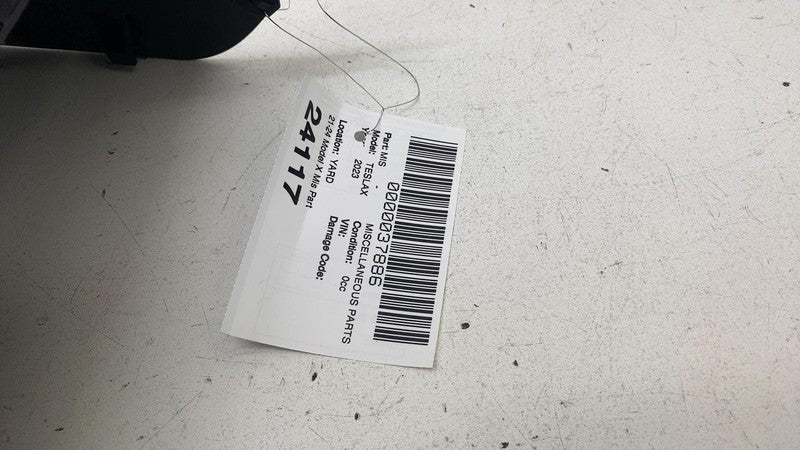 0000037886
Part: MIS - MISCELLANEOUS PARTS
Model: TESLAX Condition: 0cc
2023 VIN:
Damage Code:
Location: YARD
21-24 Model X Mis Part
24117